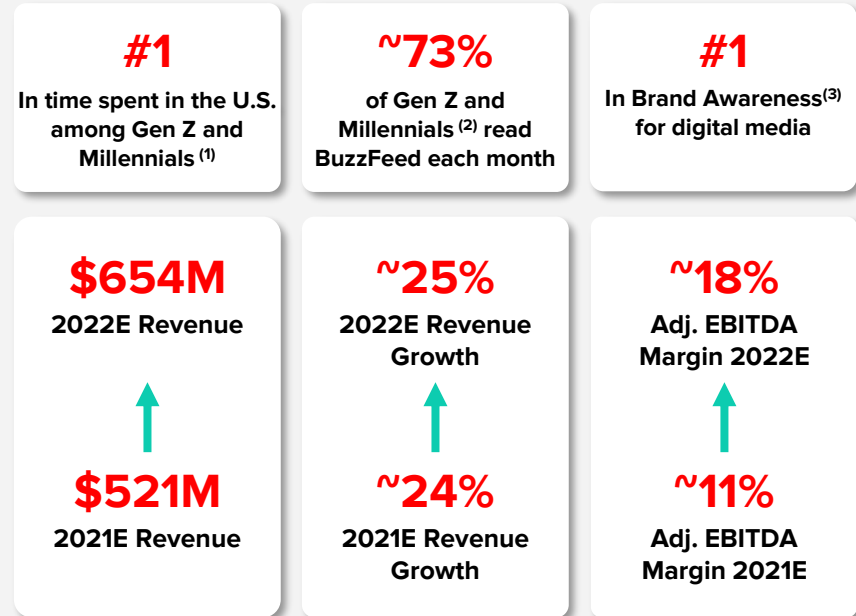 #1
In time spent in the U.S.
among Gen Z and
Millennials (1)
~73%
of Gen Z and
Millennials (2) read
BuzzFeed each month
#1
In Brand Awareness(3)
for digital media
$654M
2022E Revenue
$521M
2021E Revenue
~25%
2022E Revenue
Growth
~24%
2021E Revenue
Growth
~18%
Adj. EBITDA
Margin 2022E
~11%
Adj. EBITDA
Margin 2021E